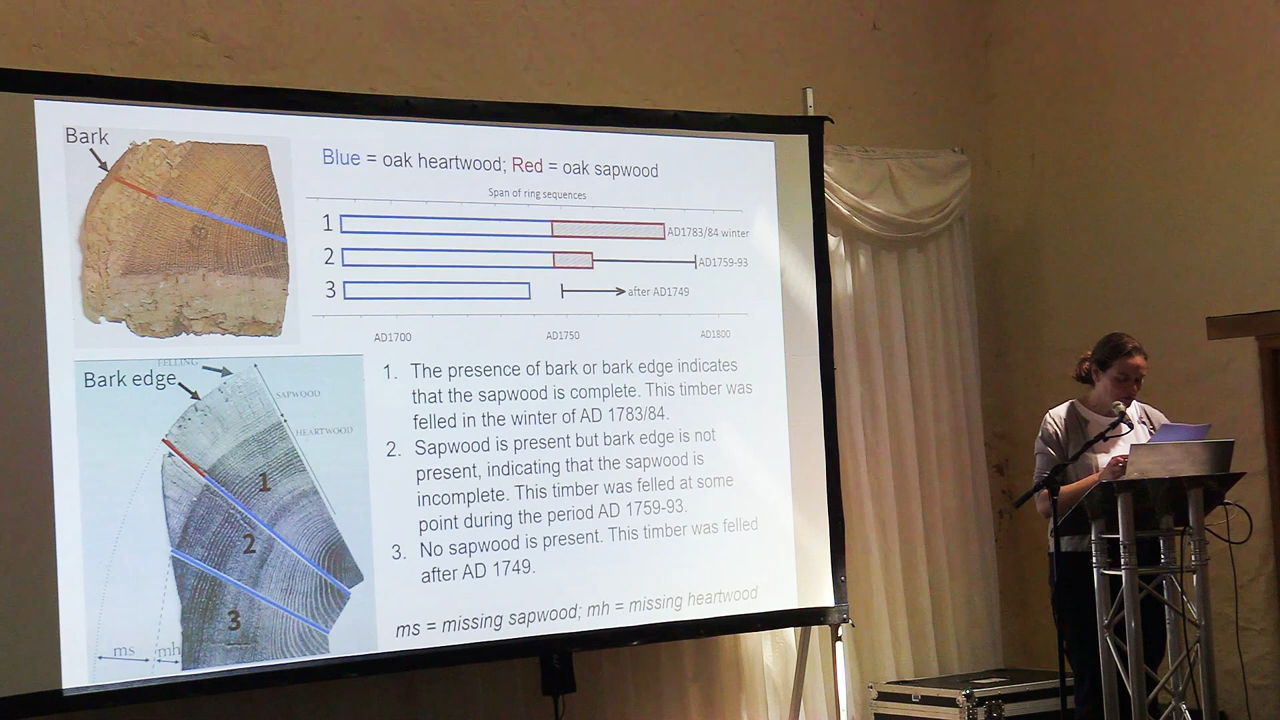 Bark
Blue = oak heartwood; Red = oak sapwood
Span of ring sequences
1
AD1783/84 winter
2
AD1759-93
3
after AD1749
AD1700
AD1750
AD1800
FELLING
Bark edge
SAPWOOD
HEARTWOOD
1
2
3
ms
mh
1. The presence of bark or bark edge indicates
that the sapwood is complete. This timber was
felled in the winter of AD 1783/84.
2. Sapwood is present but bark edge is not
present, indicating that the sapwood is
incomplete. This timber was felled at some
point during the period AD 1759-93.
3. No sapwood is present. This timber was felled
after AD 1749.
ms = missing sapwood; mh = missing heartwood